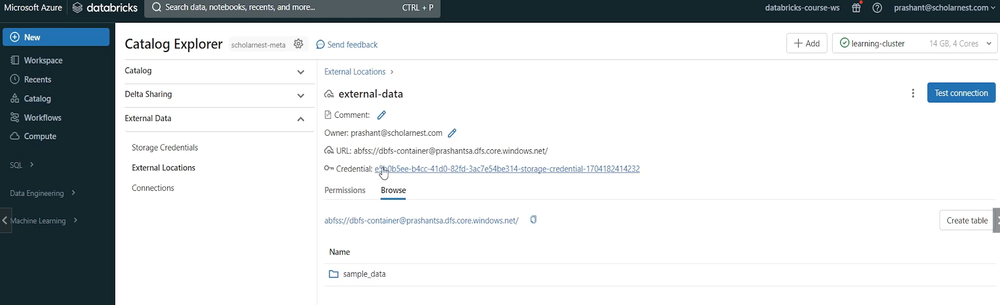 Microsoft Azure databricks Search data, notebooks, recents, and more... CTRL + P databricks-course-ws prashant@scholarnest.com
New
Workspace
Recents
Catalog
Workflows
Compute
SQL
Data Engineering
Machine Learning
Catalog Explorer scholarnest-meta Send feedback
+ Add learning-cluster 14 GB, 4 Cores
Catalog
Delta Sharing
External Data
Storage Credentials
External Locations
Connections
External Locations >
external-data
Test connection
Comment:
Owner: prashant@scholarnest.com
URL: abfss://dbfs-container@prashantsa.dfs.core.windows.net/
Credential: e5b0b5ee-b4cc-41d0-82fd-3ac7e54be314-storage-credential-1704182414232
Permissions Browse
abfss://dbfs-container@prashantsa.dfs.core.windows.net/
Create table
Name
sample_data